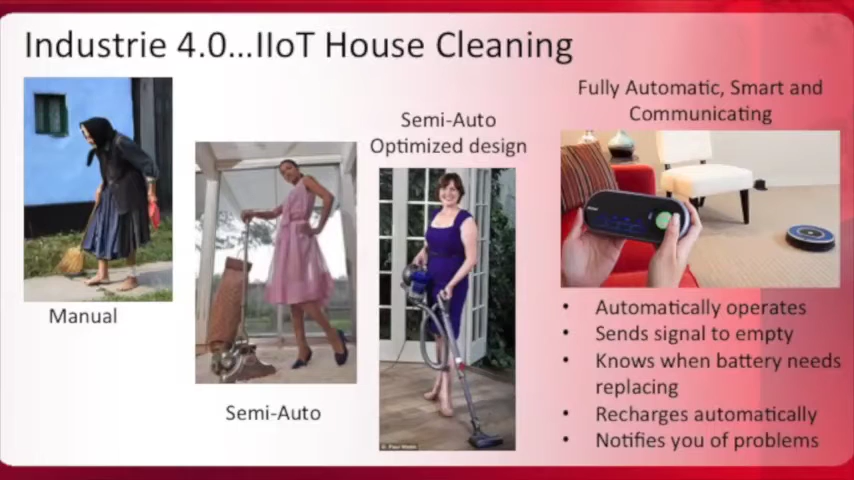 Industrie 4.0...IIoT House Cleaning
Manual
Semi-Auto
Semi-Auto
Optimized design
Fully Automatic, Smart and
Communicating
• Automatically operates
• Sends signal to empty
• Knows when battery needs
replacing
• Recharges automatically
• Notifies you of problems